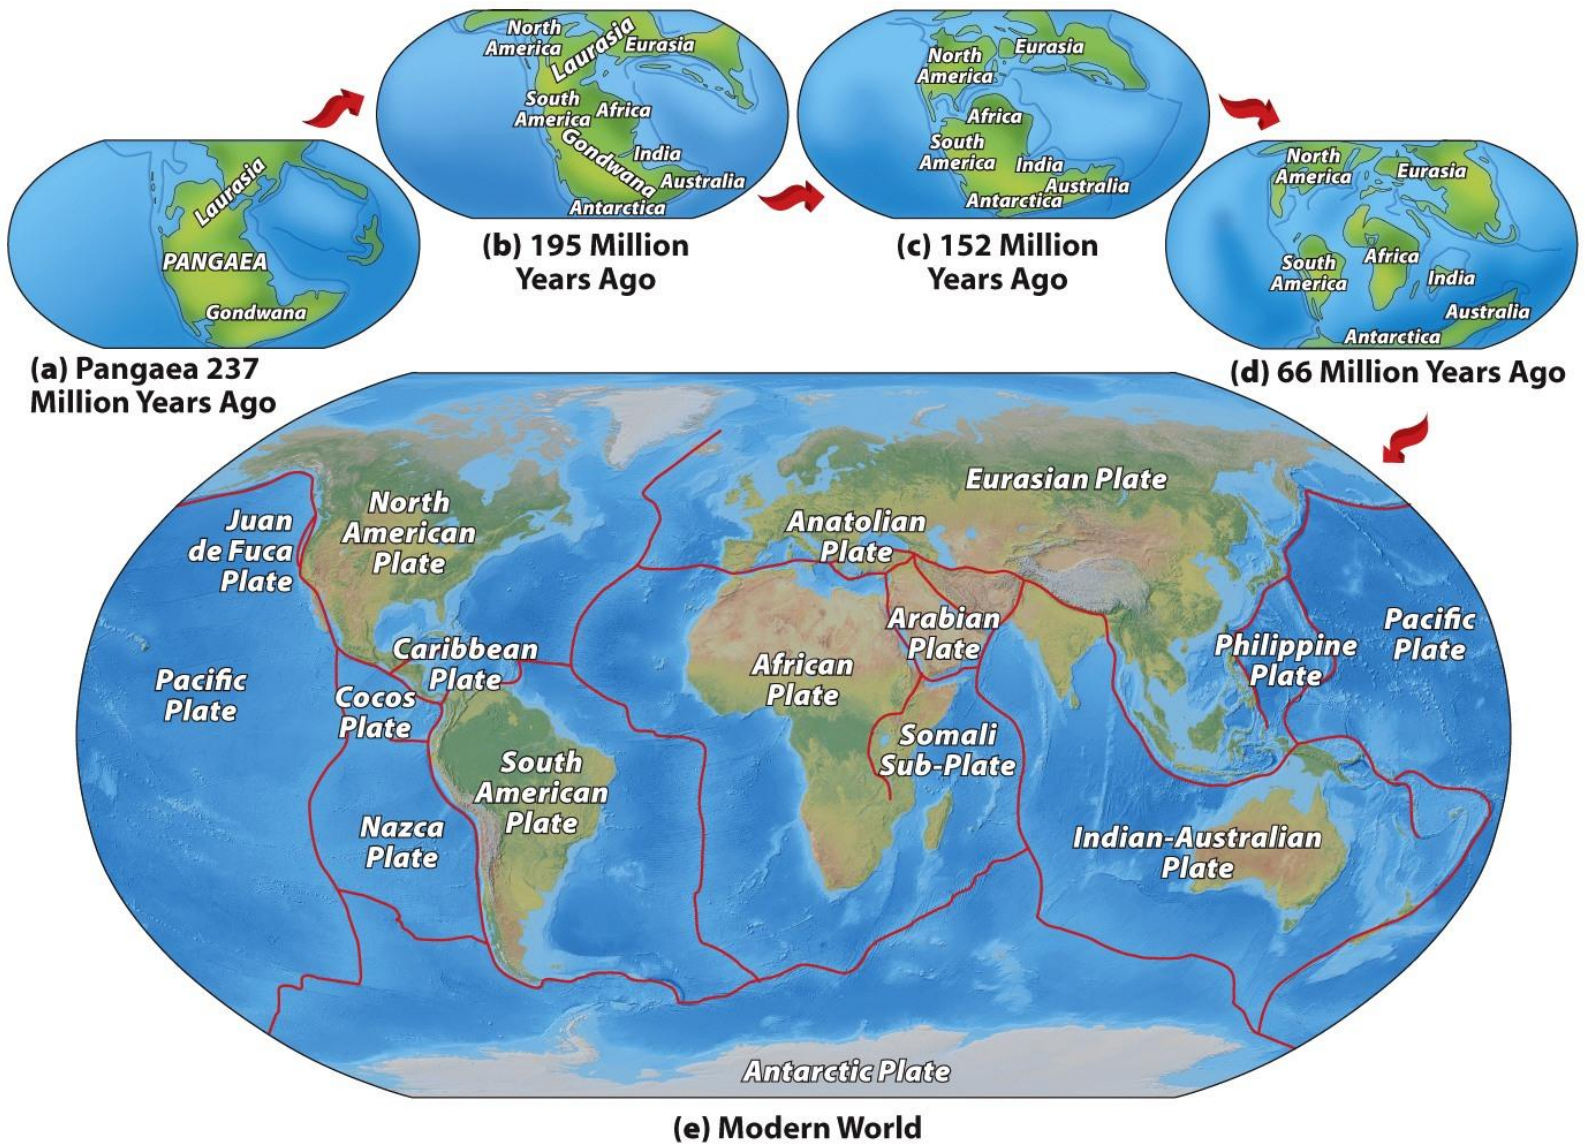 Laurasia
PANGAEA
Gondwana
(a) Pangaea 237
Million Years Ago
North
America
Laurasia
Eurasia
South
America
Africa
Gondwana
India
Australia
Antarctica
(b) 195 Million
Years Ago
North
America
Eurasia
Africa
South
America
India
Australia
Antarctica
(c) 152 Million
Years Ago
North
America
Eurasia
South
America
Africa
India
Australia
Antarctica
(d) 66 Million Years Ago
Juan
de Fuca
Plate
North
American
Plate
Eurasian Plate
Anatolian
Plate
Arabian
Plate
Caribbean
Plate
Cocos
Plate
Pacific
Plate
African
Plate
Philippine
Plate
Pacific
Plate
Somali
Sub-Plate
South
American
Plate
Nazca
Plate
Indian-Australian
Plate
Antarctic Plate
(e) Modern World